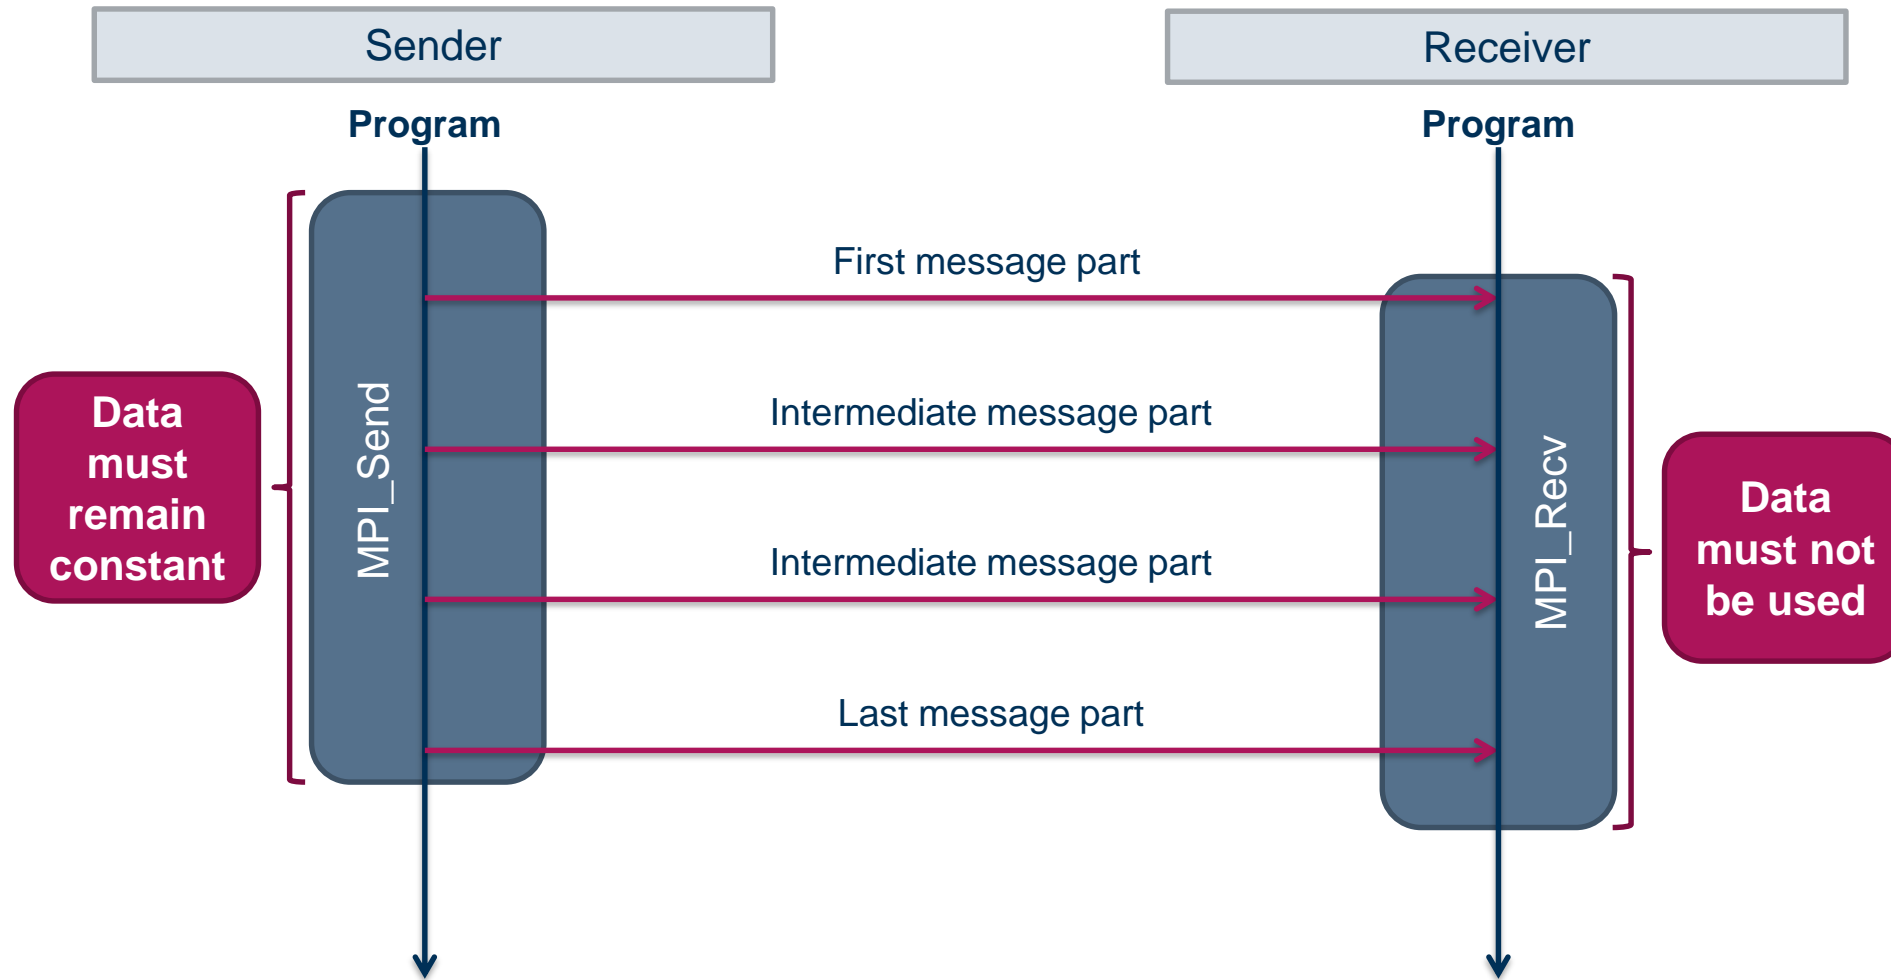 Sender
Receiver
Program
Program
First message part
Intermediate message part
Intermediate message part
Last message part
MPI_Send
MPI_Recv
Data
must
remain
constant
Data
must not
be used